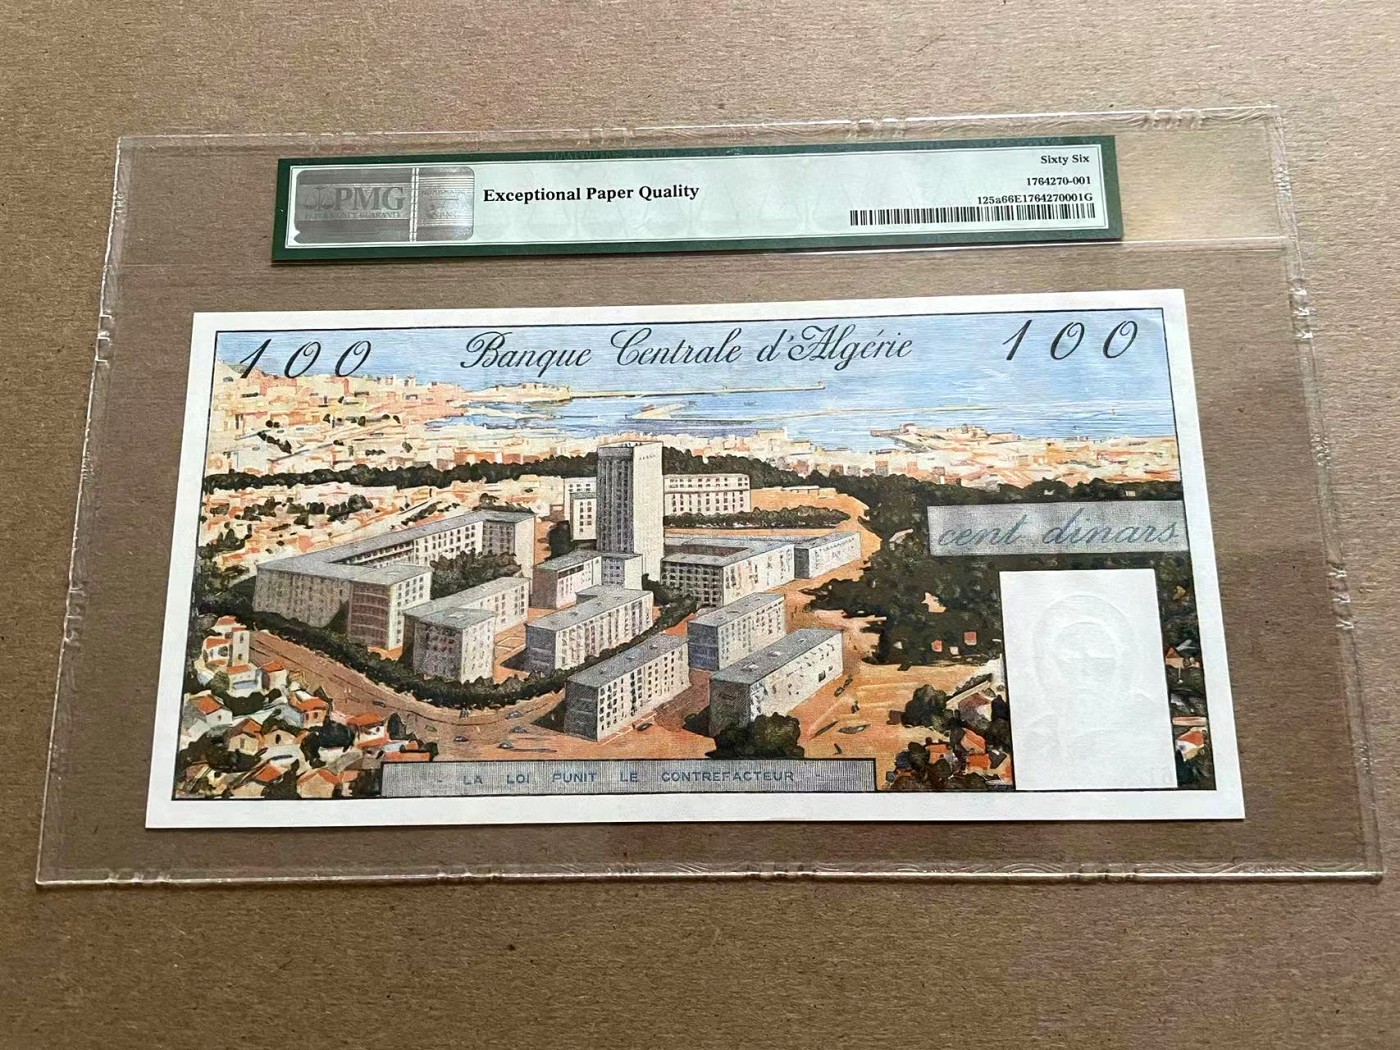 PMG
Exceptional Paper Quality
Sixty Six
1764270-001
125a66E1764270001G
100
Banque Centrale d'Algérie
100
cent dinars
- LA LOI PUNIT LE CONTREFACTEUR -